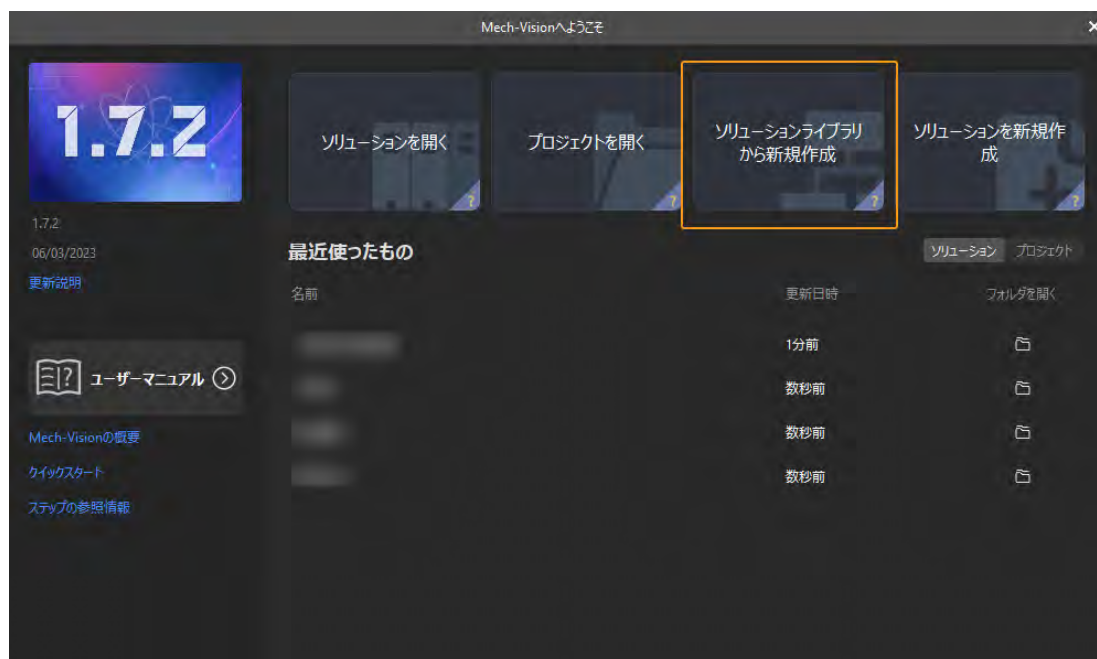 Mech-Visionへようこそ
1.7.2
ソリューションを開く
プロジェクトを開く
ソリューションライブラリ
から新規作成
ソリューションを新規作
成
1.7.2
06/03/2023
更新説明
最近使ったもの
ソリューション
プロジェクト
名前
更新日時
フォルダを開く
1分前
数秒前
数秒前
数秒前
ユーザーマニュアル
Mech-Visionの概要
クイックスタート
ステップの参照情報